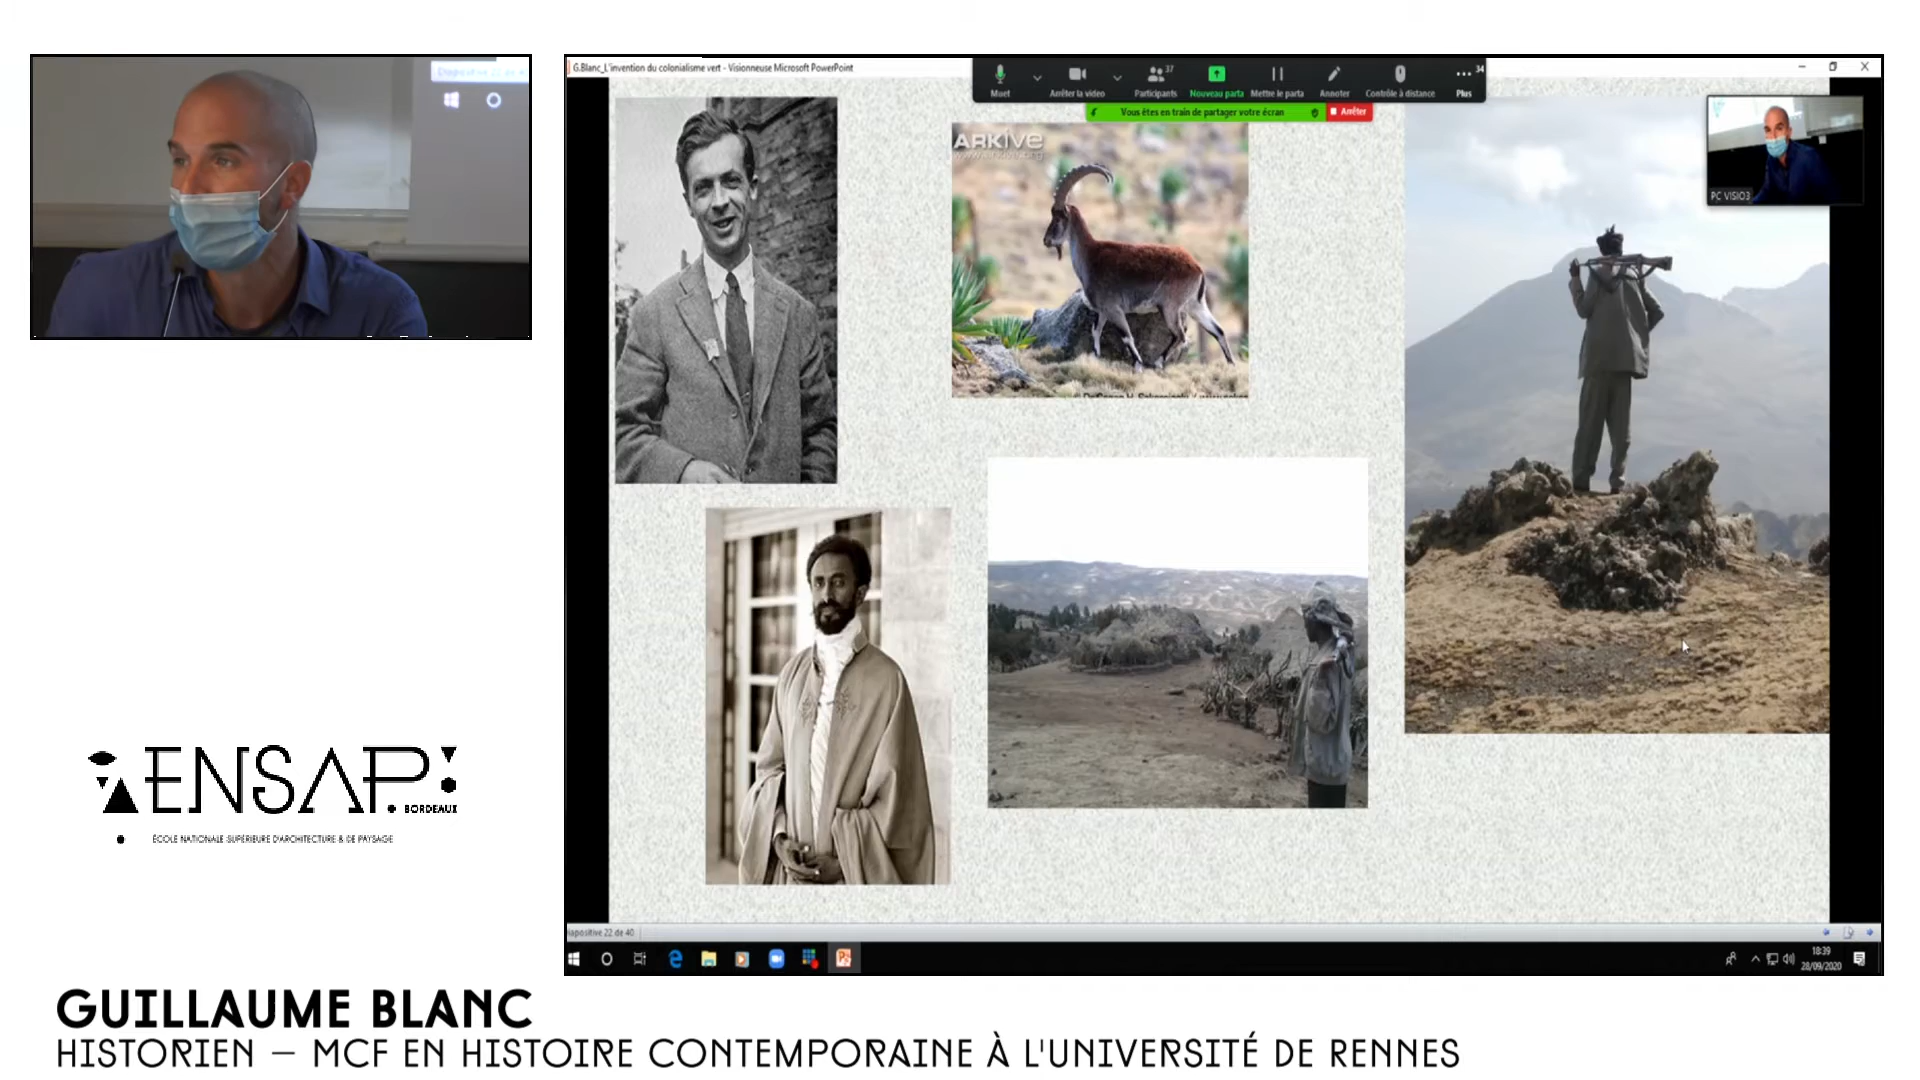 G.Blanc_L'invention du colonialisme vert - Visionneuse Microsoft PowerPoint
Muet
Arrêter la vidéo
37
Participants
Nouveau parta
Mettre le parta
Annoter
Contrôle à distance
34
Plus
Vous êtes en train de partager votre écran
Arrêter
ARKIVE
PC VISIO3
ENSAP
BORDEAUX
ÉCOLE NATIONALE SUPÉRIEURE D'ARCHITECTURE & DE PAYSAGE
iapositive 22 de 40
18:39
28/09/2020
GUILLAUME BLANC
HISTORIEN – MCF EN HISTOIRE CONTEMPORAINE À L'UNIVERSITÉ DE RENNES